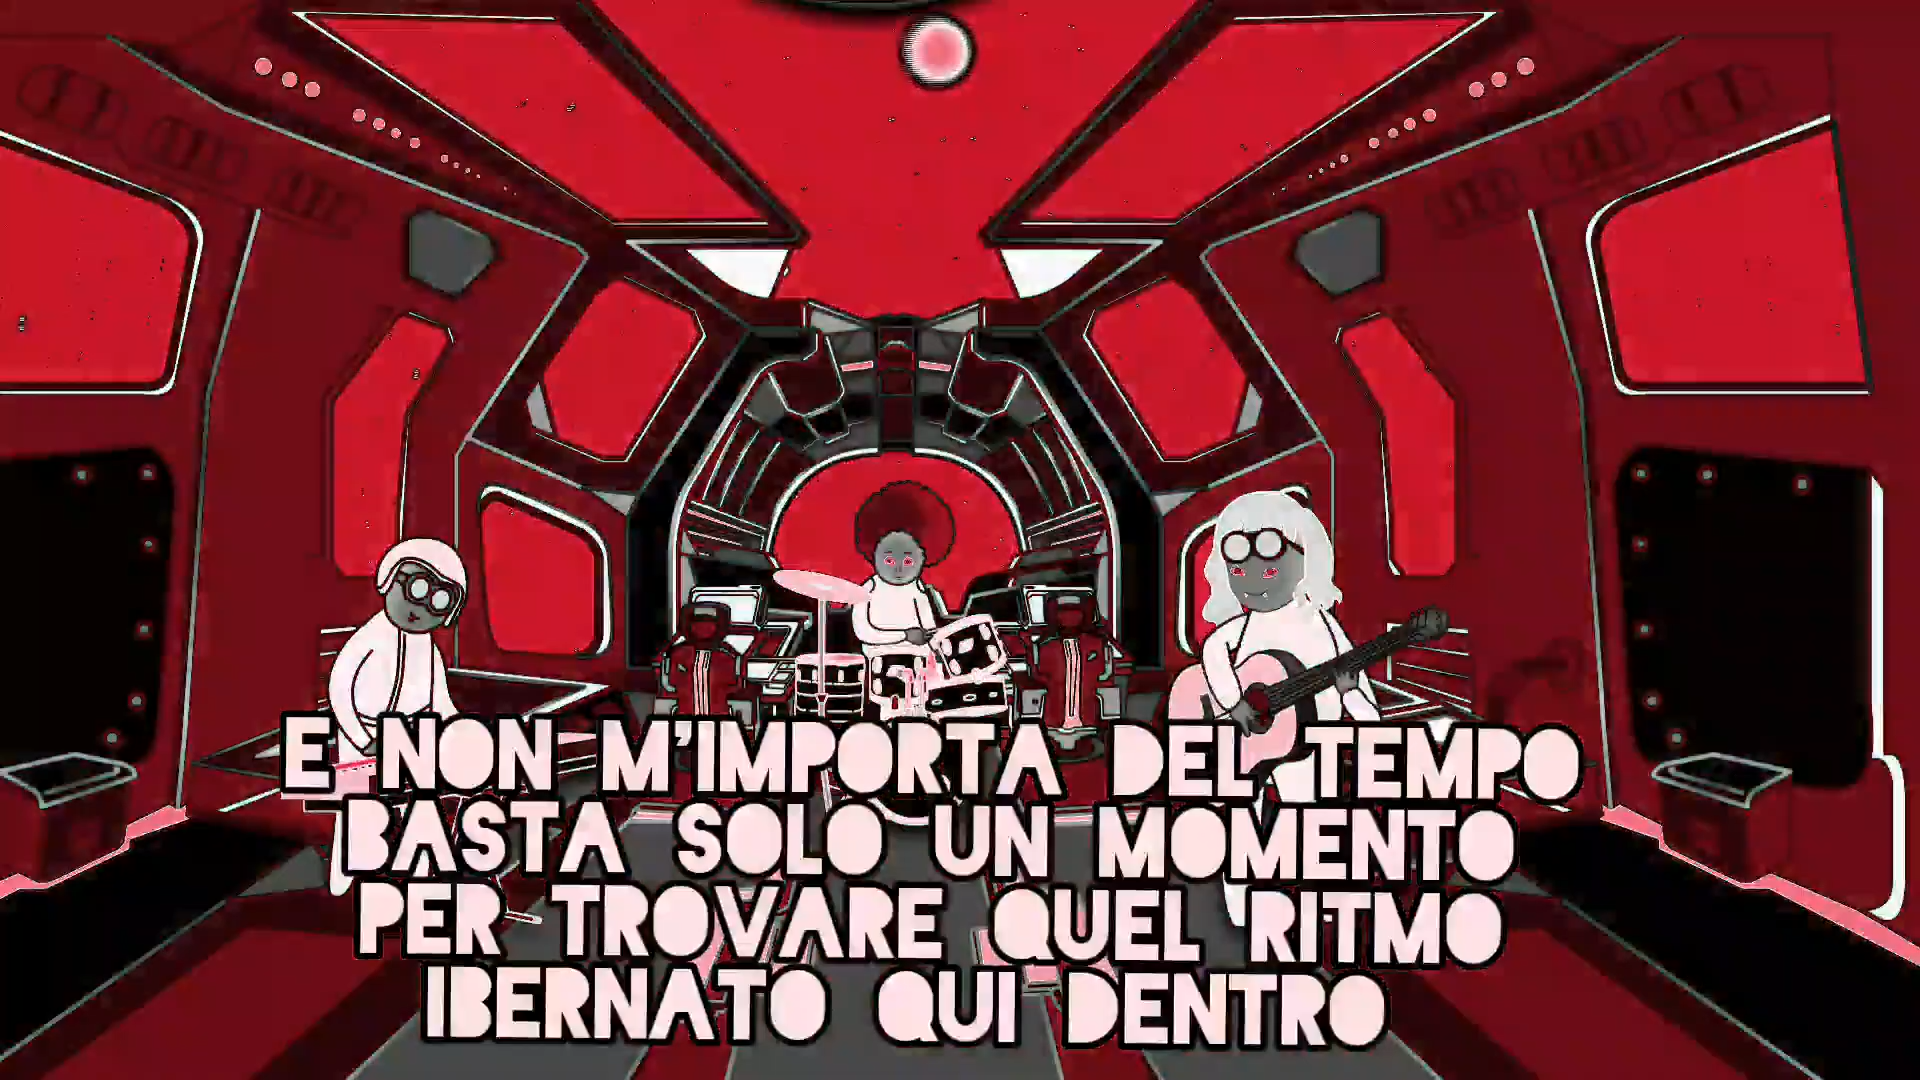 E NON M'IMPORTA DEL TEMPO
BASTA SOLO UN MOMENTO
PER TROVARE QUEL RITMO
IBERNATO QUI DENTRO